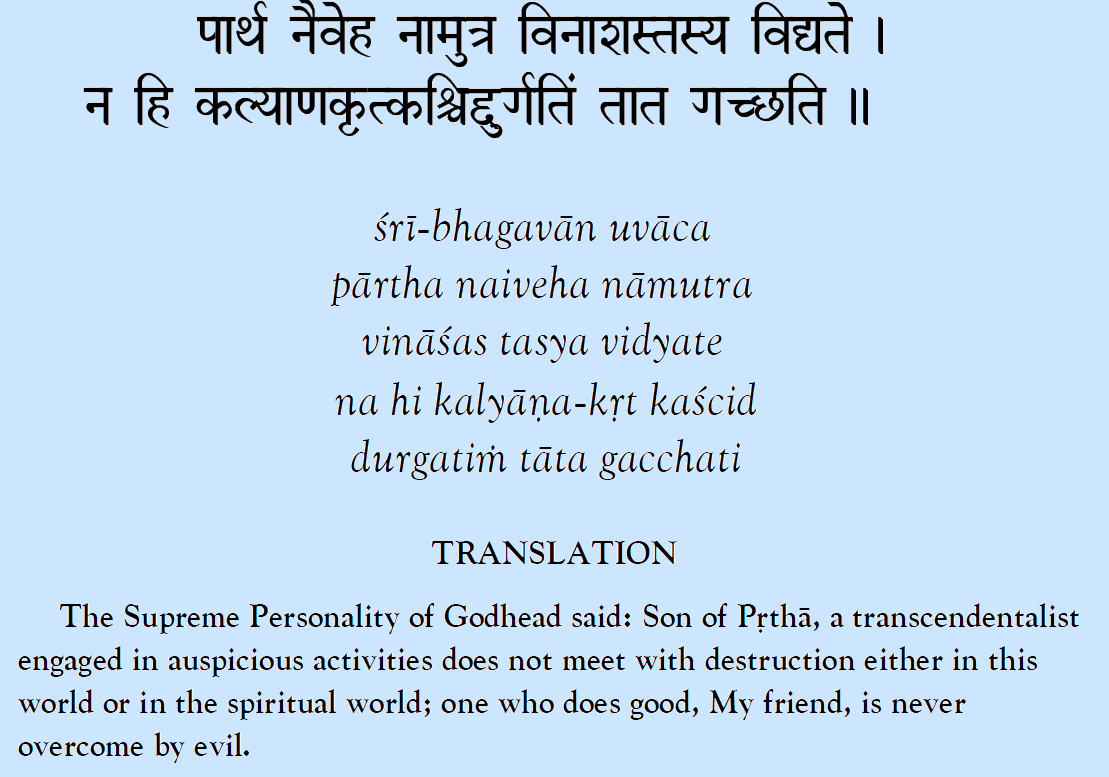 पार्थ नैवेह नामुत्र विनाशस्तस्य विद्यते ।
न हि कल्याणकृत्कश्चिद्दुर्गतिं तात गच्छति ॥
śrī-bhagavān uvāca
pārtha naiveha nāmutra
vināśas tasya vidyate
na hi kalyāṇa-kṛt kaścid
durgatiṁ tāta gacchati
TRANSLATION
The Supreme Personality of Godhead said: Son of Pṛthā, a transcendentalist
engaged in auspicious activities does not meet with destruction either in this
world or in the spiritual world; one who does good, My friend, is never
overcome by evil.